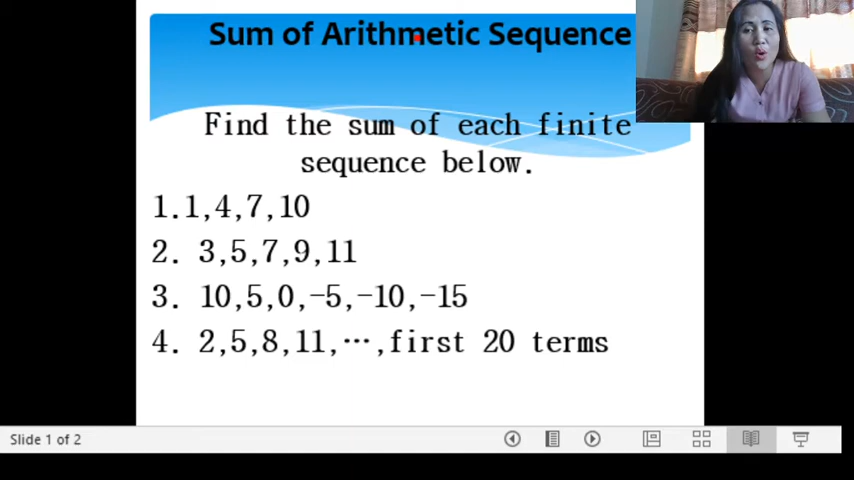 Sum of Arithmetic Sequence
Find the sum of each finite
sequence below.
1.1,4,7,10
2. 3,5,7,9,11
3. 10,5,0,-5,-10,-15
4. 2,5,8,11,…,first 20 terms
Slide 1 of 2